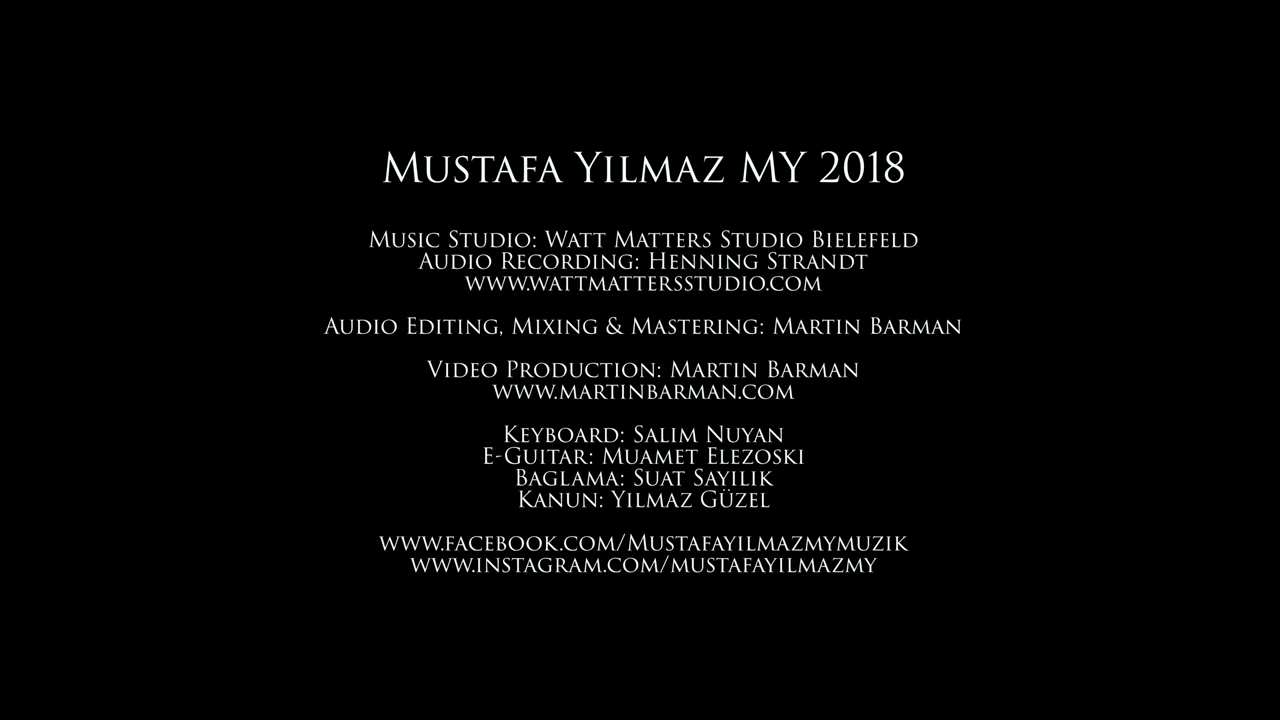 Mustafa Yilmaz MY 2018
Music Studio: Watt Matters Studio Bielefeld
Audio Recording: Henning Strandt
www.wattmattersstudio.com
Audio Editing, Mixing & Mastering: Martin Barman
Video Production: Martin Barman
www.martinbarman.com
Keyboard: Salim Nuyan
E-Guitar: Muamet Elezoski
Baglama: Suat Sayilik
Kanun: Yilmaz Güzel
www.facebook.com/Mustafayilmazmymuzik
www.instagram.com/mustafayilmazmy